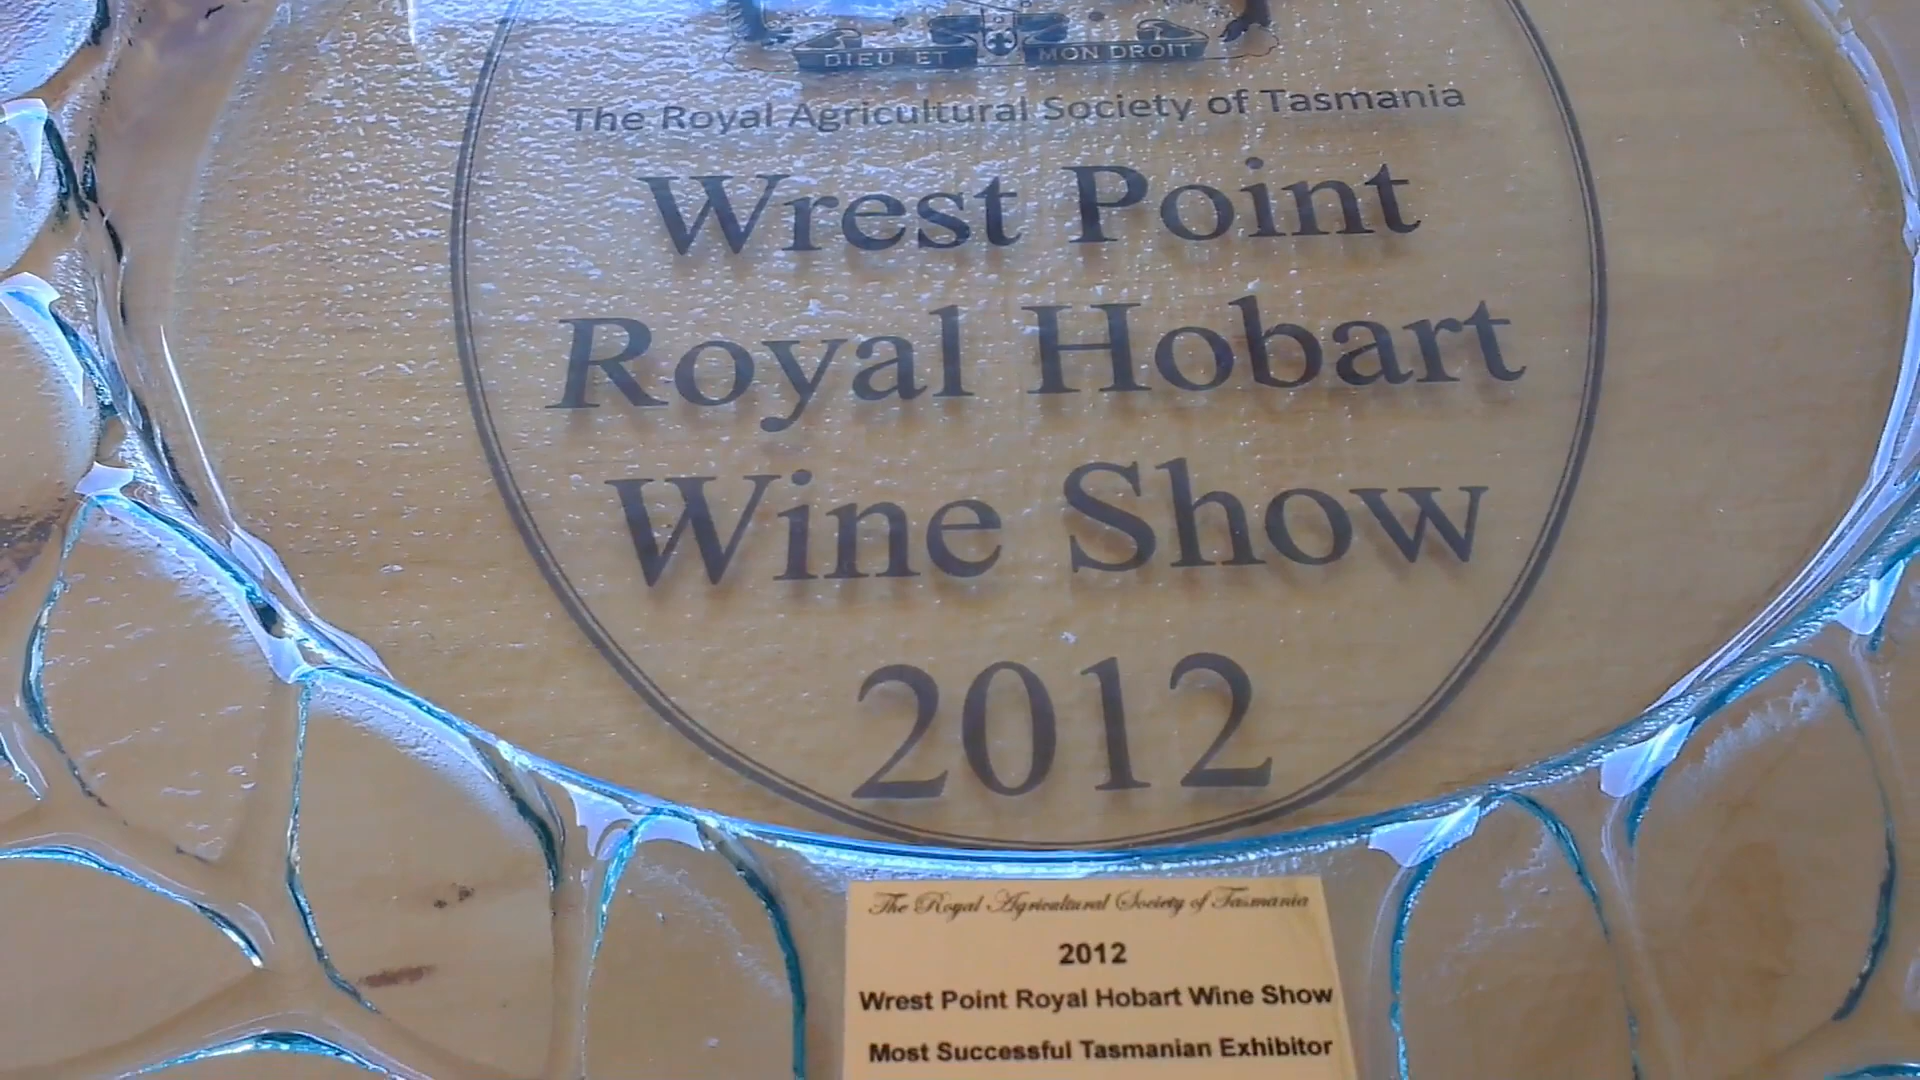 DIEU ET MON DROIT
The Royal Agricultural Society of Tasmania
Wrest Point
Royal Hobart
Wine Show
2012
The Royal Agricultural Society of Tasmania
2012
Wrest Point Royal Hobart Wine Show
Most Successful Tasmanian Exhibitor